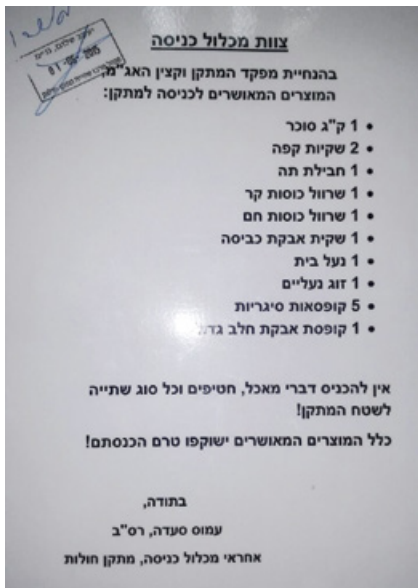 צוות מכלול כניסה
בהנחיית מפקד המתקן וקצין האג"מ,
המוצרים המאושרים לכניסה למתקן:
• 1 ק"ג סוכר
• 2 שקיות קפה
• 1 חבילת תה
• 1 שרוול כוסות קר
• 1 שרוול כוסות חם
• 1 שקית אבקת כביסה
• 1 נעל בית
• 1 זוג נעליים
• 5 קופסאות סיגריות
• 1 קופסת אבקת חלב
אין להכניס דברי מאכל, חטיפים וכל סוג שתייה
לשטח המתקן!
כלל המוצרים המאושרים ישוקפו טרם הכנסתם!
בתודה,
עמוס סעדה, רס"ב
אחראי מכלול כניסה, מתקן חולות